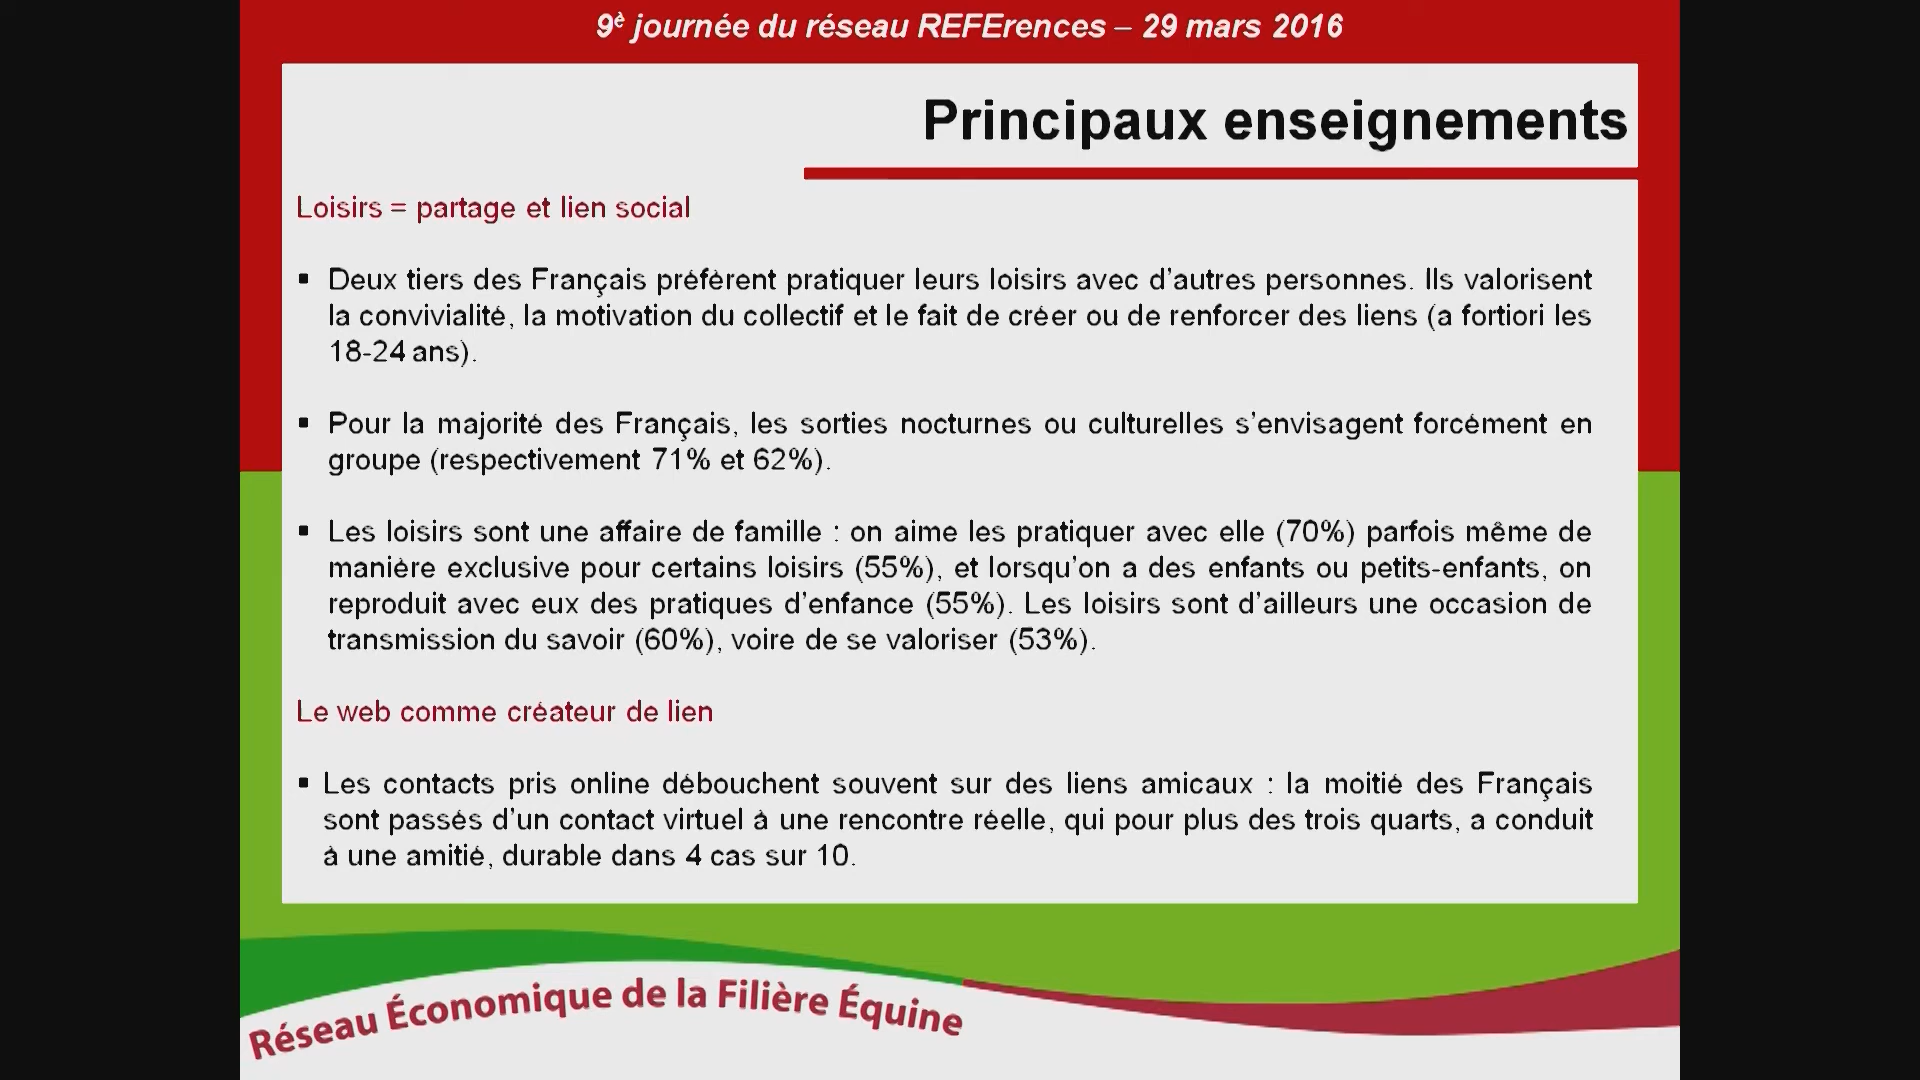 9è journée du réseau REFErences – 29 mars 2016
Principaux enseignements
Loisirs = partage et lien social
▪ Deux tiers des Français préfèrent pratiquer leurs loisirs avec d’autres personnes. Ils valorisent
la convivialité, la motivation du collectif et le fait de créer ou de renforcer des liens (a fortiori les
18-24 ans).
▪ Pour la majorité des Français, les sorties nocturnes ou culturelles s’envisagent forcément en
groupe (respectivement 71% et 62%).
▪ Les loisirs sont une affaire de famille : on aime les pratiquer avec elle (70%) parfois même de
manière exclusive pour certains loisirs (55%), et lorsqu’on a des enfants ou petits-enfants, on
reproduit avec eux des pratiques d’enfance (55%). Les loisirs sont d’ailleurs une occasion de
transmission du savoir (60%), voire de se valoriser (53%).
Le web comme créateur de lien
▪ Les contacts pris online débouchent souvent sur des liens amicaux : la moitié des Français
sont passés d’un contact virtuel à une rencontre réelle, qui pour plus des trois quarts, a conduit
à une amitié, durable dans 4 cas sur 10.
Réseau Économique de la Filière Équine